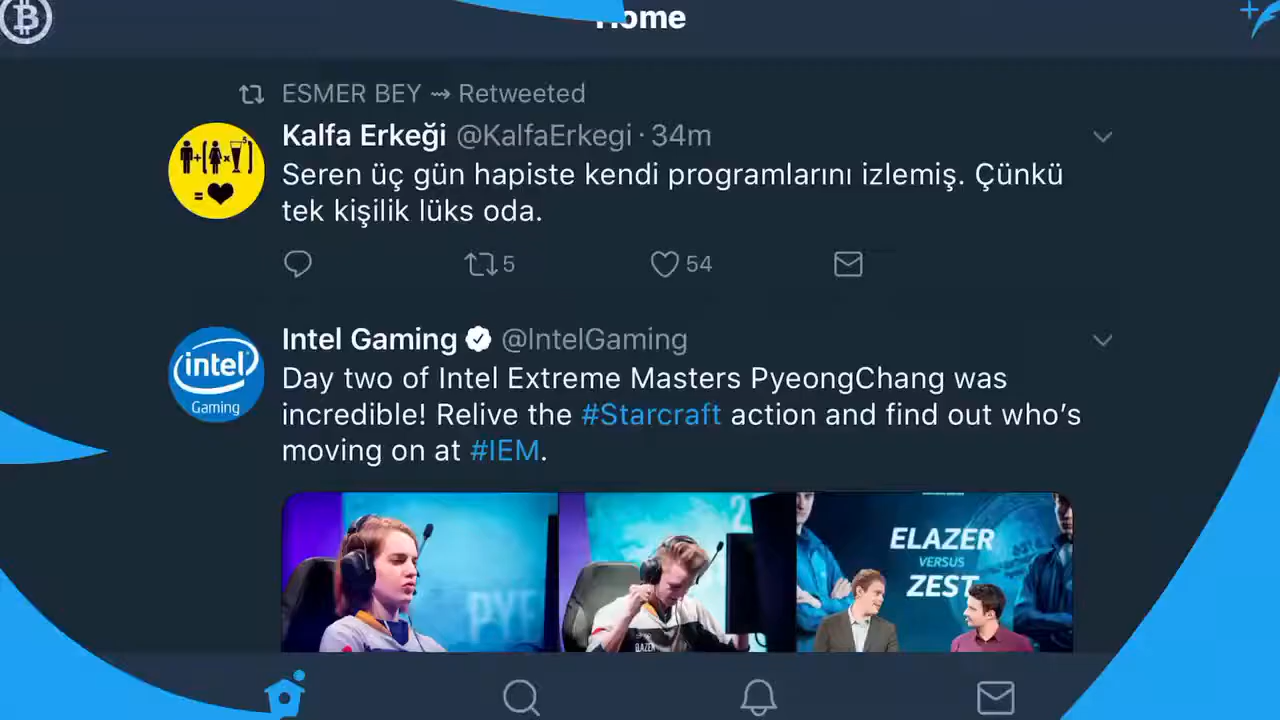 Home
ESMER BEY ⇝ Retweeted
Kalfa Erkeği @KalfaErkegi · 34m
Seren üç gün hapiste kendi programlarını izlemiş. Çünkü
tek kişilik lüks oda.
5
54
Intel Gaming @IntelGaming
intel
Gaming
Day two of Intel Extreme Masters PyeongChang was
incredible! Relive the #Starcraft action and find out who's
moving on at #IEM.
ELAZER
VERSUS
ZEST